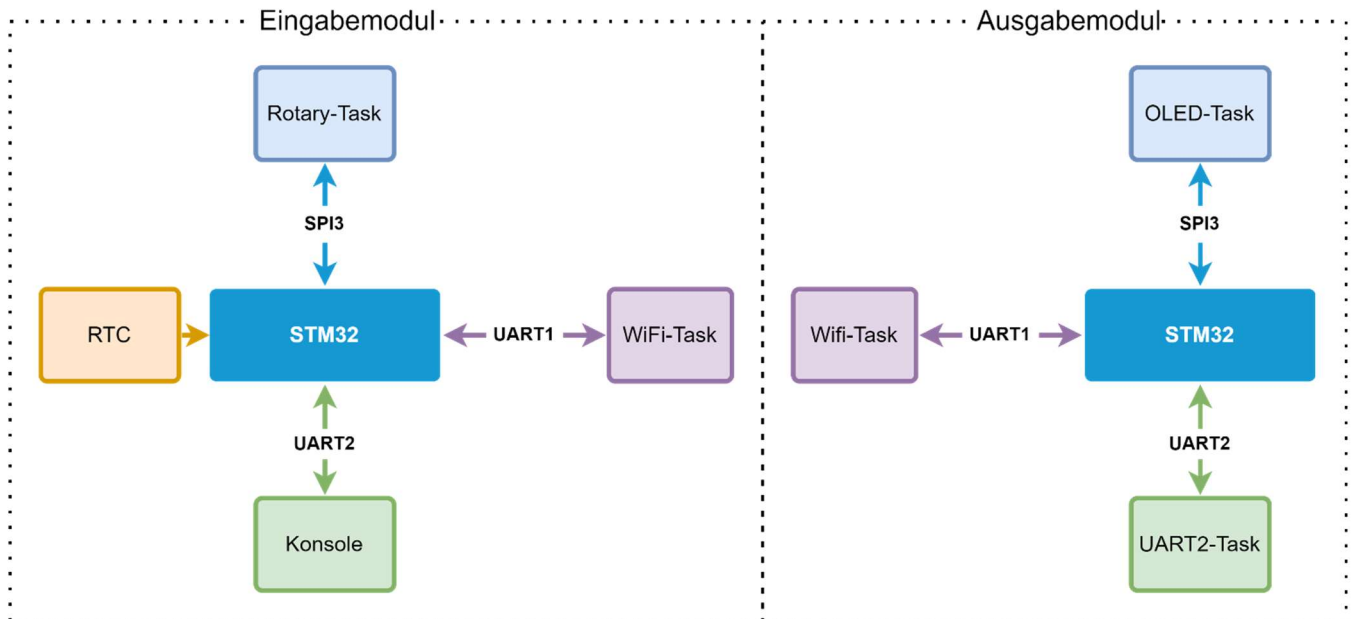 Eingabemodul
Ausgabemodul
Rotary-Task
OLED-Task
SPI3
SPI3
RTC
STM32
UART1
WiFi-Task
Wifi-Task
UART1
STM32
UART2
UART2
Konsole
UART2-Task